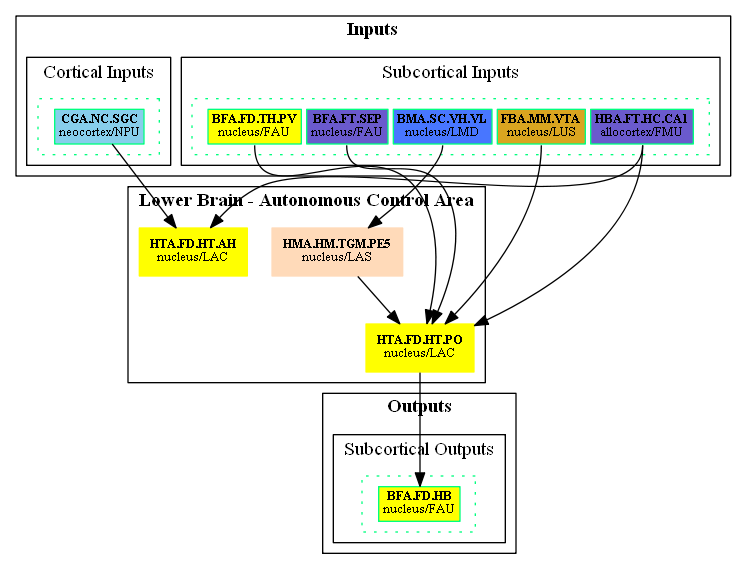 Inputs
Cortical Inputs
Subcortical Inputs
CGA.NC.SGC
neocortex/NPU
BFA.FD.TH.PV
nucleus/FAU
BFA.FT.SEP
nucleus/FAU
BMA.SC.VH.VL
nucleus/LMD
FBA.MM.VTA
nucleus/LUS
HBA.FT.HC.CA1
allocortex/FMU
Lower Brain - Autonomous Control Area
HTA.FD.HT.AH
nucleus/LAC
HMA.HM.TGM.PE5
nucleus/LAS
HTA.FD.HT.PO
nucleus/LAC
Outputs
Subcortical Outputs
BFA.FD.HB
nucleus/FAU